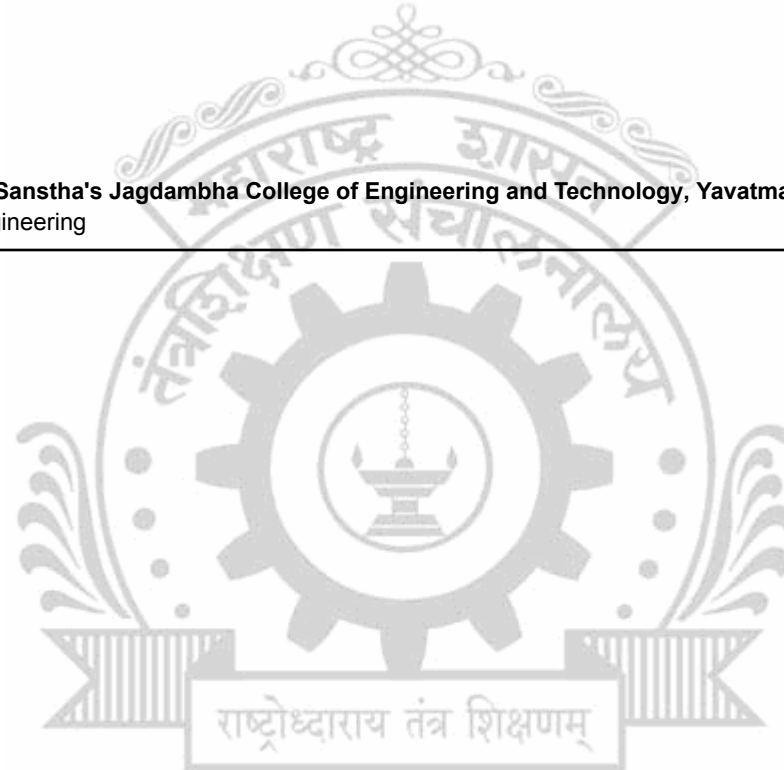 महाराष्ट्र शासन
Sanstha's Jagdambha College of Engineering and Technology, Yavatma
ineering
तंत्रशिक्षण संचालनालय
राष्ट्रोध्दाराय तंत्र शिक्षणम्